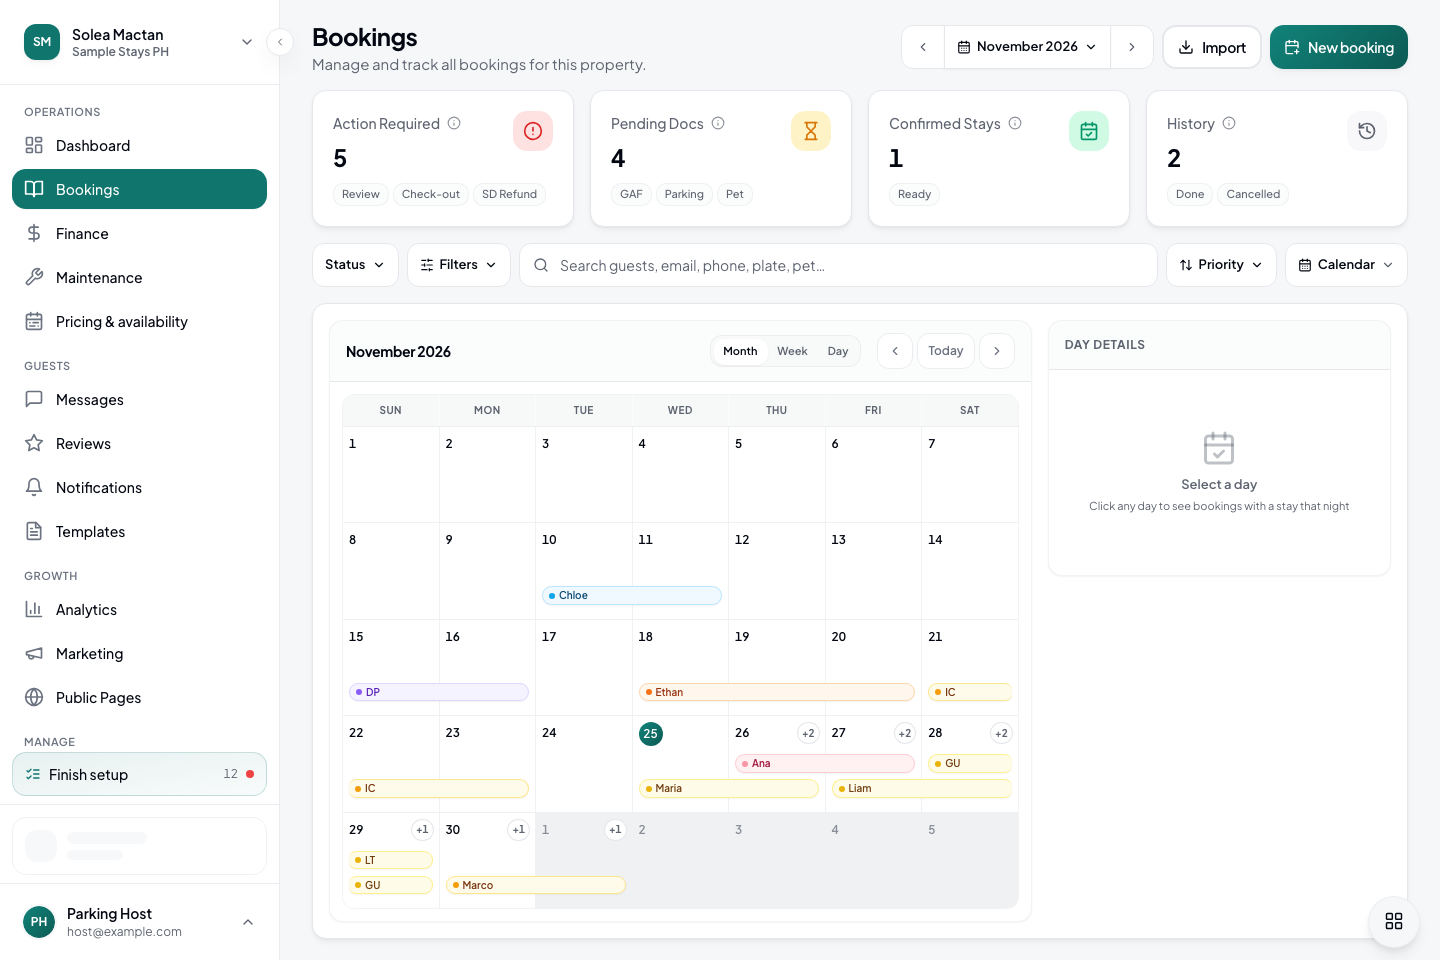 SM
Solea Mactan
Sample Stays PH
OPERATIONS
Dashboard
Bookings
Finance
Maintenance
Pricing & availability
GUESTS
Messages
Reviews
Notifications
Templates
GROWTH
Analytics
Marketing
Public Pages
MANAGE
Finish setup 12
PH
Parking Host
host@example.com
Bookings
Manage and track all bookings for this property.
November 2026
Import
New booking
Action Required
5
Review Check-out SD Refund
Pending Docs
4
GAF Parking Pet
Confirmed Stays
1
Ready
History
2
Done Cancelled
Status
Filters
Search guests, email, phone, plate, pet...
Priority
Calendar
November 2026
Month Week Day
Today
SUN MON TUE WED THU FRI SAT
1 2 3 4 5 6 7
8 9 10 11 12 13 14
Chloe
15 16 17 18 19 20 21
DP Ethan IC
22 23 24 25 26 +2 27 +2 28 +2
Ana GU
IC Maria Liam
29 +1 30 +1 1 +1 2 3 4 5
LT
GU Marco
DAY DETAILS
Select a day
Click any day to see bookings with a stay that night